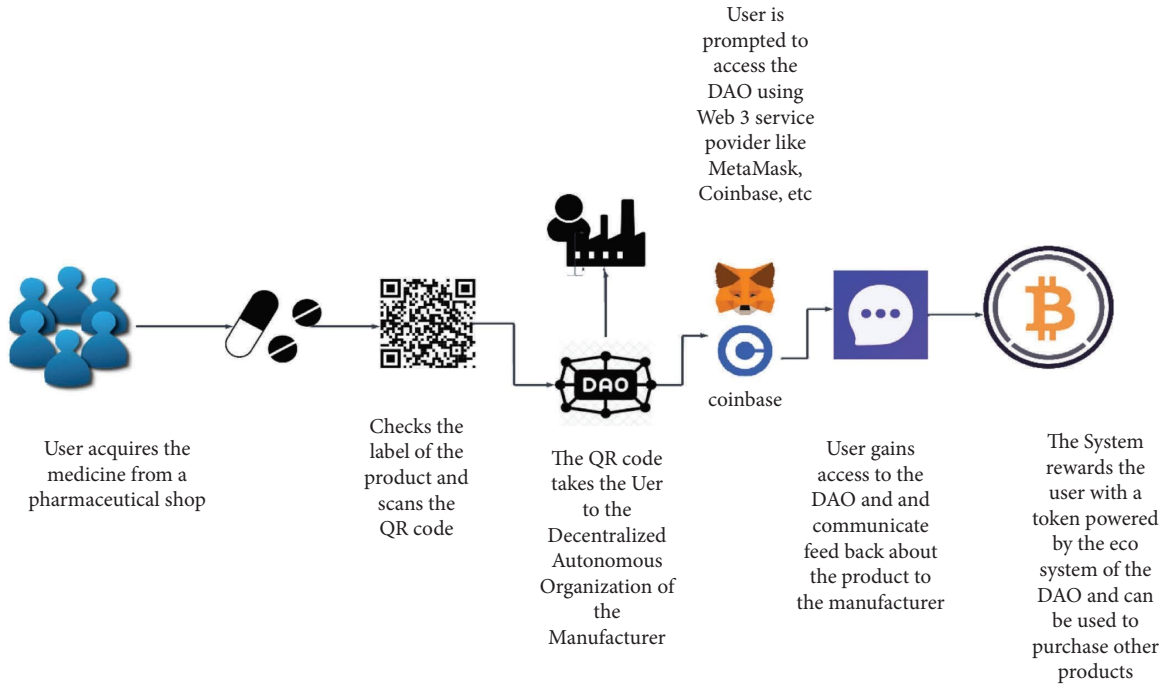 User is
prompted to
access the
DAO using
Web 3 service
povider like
MetaMask,
Coinbase, etc
DAO
coinbase
User acquires the
medicine from a
pharmaceutical shop
Checks the
label of the
product and
scans the
QR code
The QR code
takes the Uer
to the
Decentralized
Autonomous
Organization of
the
Manufacturer
User gains
access to the
DAO and and
communicate
feed back about
the product to
the manufacturer
The System
rewards the
user with a
token powered
by the eco
system of the
DAO and can
be used to
purchase other
products